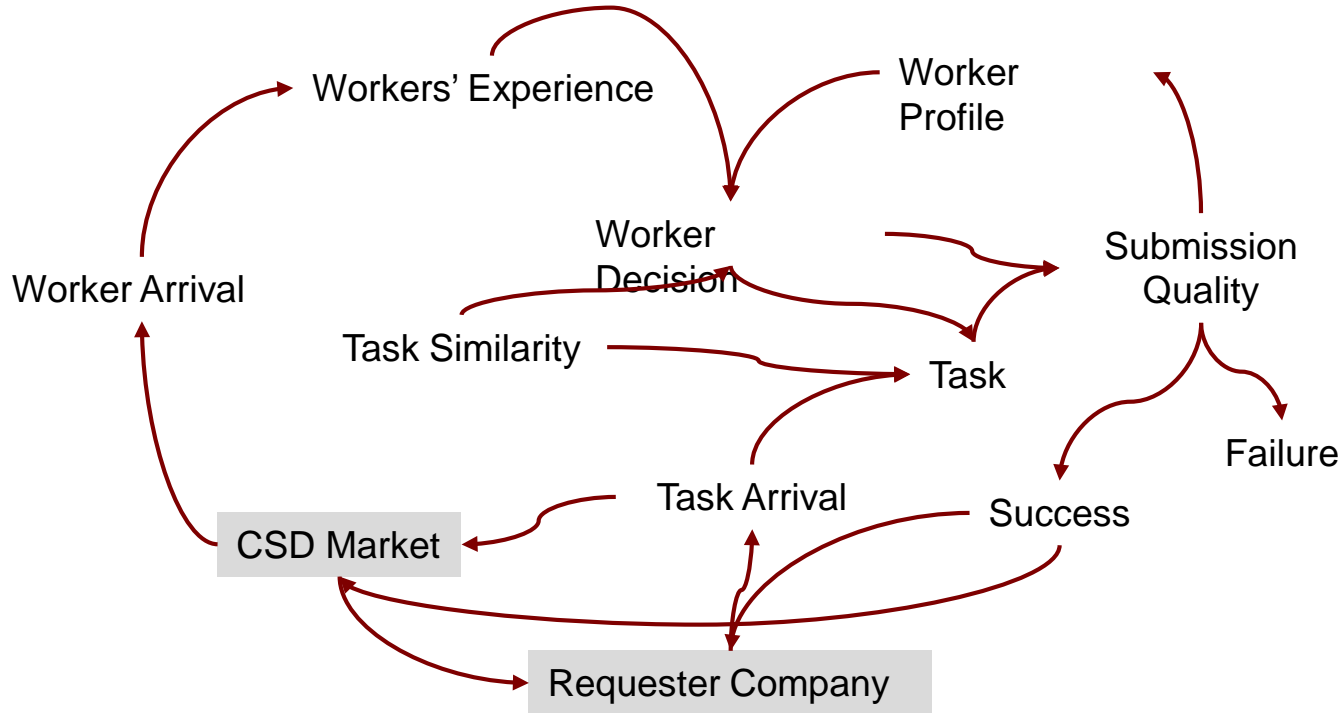 Workers’ Experience
Worker
Profile
Worker
Decision
Submission
Quality
Worker Arrival
Task Similarity
Task
Failure
Task Arrival
Success
CSD Market
Requester Company